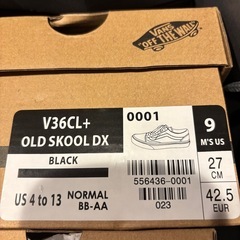 VANS
"OFF THE WALL"
V36CL+
OLD SKOOL DX
BLACK
US 4 to 13
NORMAL
BB-AA
0001
556436-0001
023
9
M'S US
27
CM
42.5
EUR